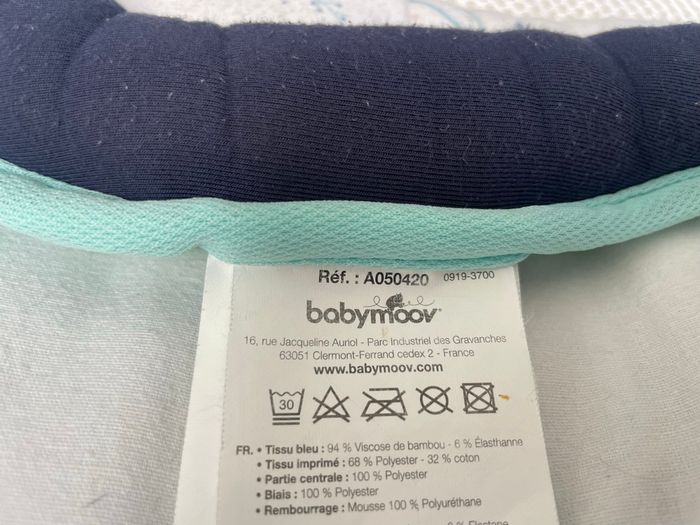 Réf. : A050420 0919-3700
babymoov
16, rue Jacqueline Auriol - Parc Industriel des Gravanches
63051 Clermont-Ferrand cedex 2 - France
www.babymoov.com
30
FR. • Tissu bleu : 94 % Viscose de bambou - 6 % Élasthanne
• Tissu imprimé : 68 % Polyester - 32 % coton
• Partie centrale : 100 % Polyester
• Biais : 100 % Polyester
• Rembourrage : Mousse 100 % Polyuréthane